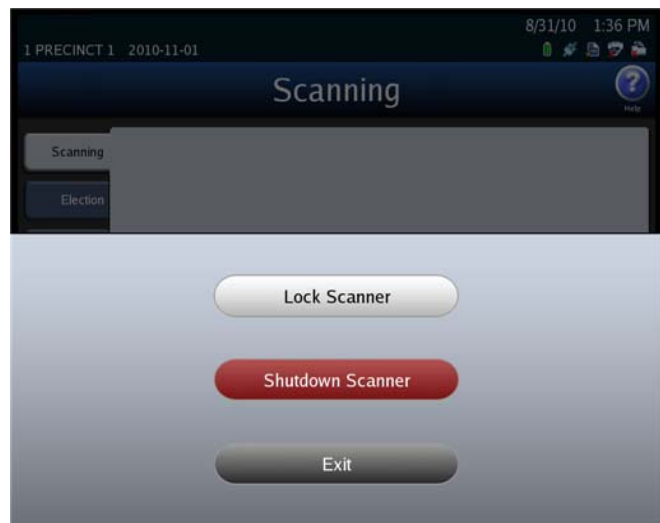 8/31/10 1:36 PM
1 PRECINCT 1 2010-11-01
Scanning
Help
Scanning
Election
Lock Scanner
Shutdown Scanner
Exit